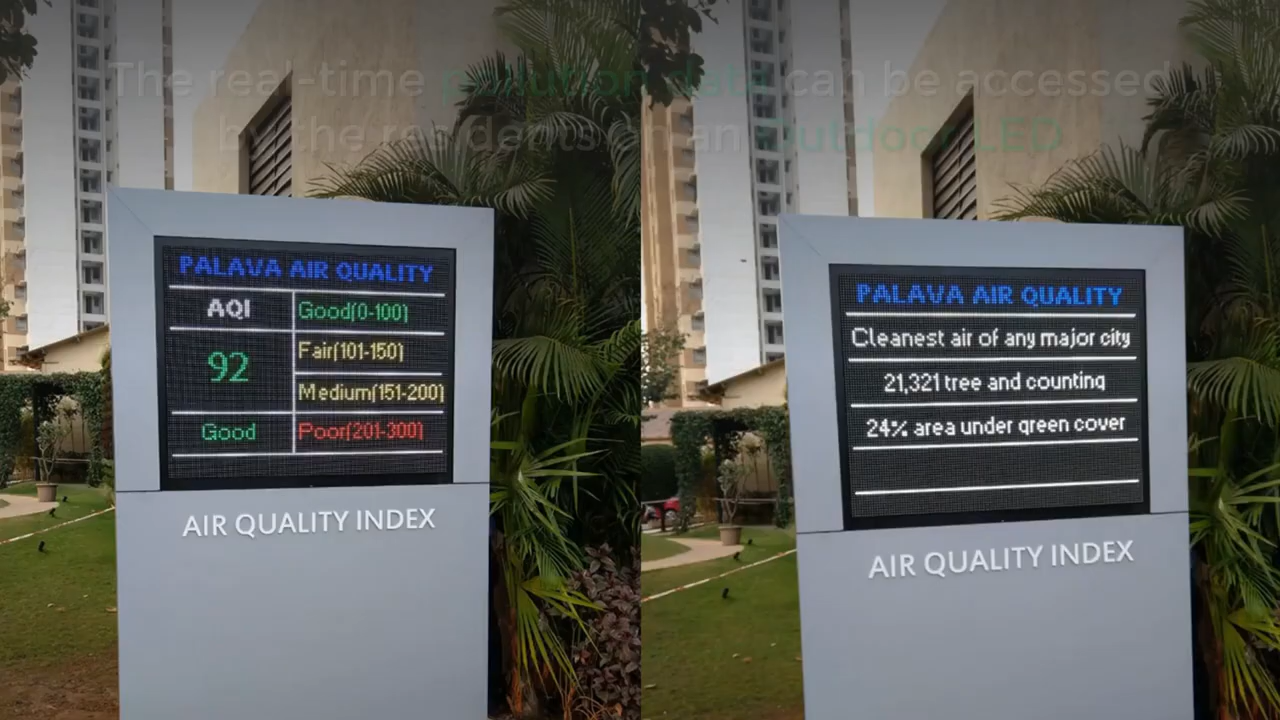 The real-time pollution data can be accessed
by the residents on an Outdoor LED
PALAVA AIR QUALITY
AQI
Good(0-100)
92
Fair(101-150)
Medium(151-200)
Good
Poor(201-300)
AIR QUALITY INDEX
PALAVA AIR QUALITY
Cleanest air of any major city
21,321 tree and counting
24% area under green cover
AIR QUALITY INDEX